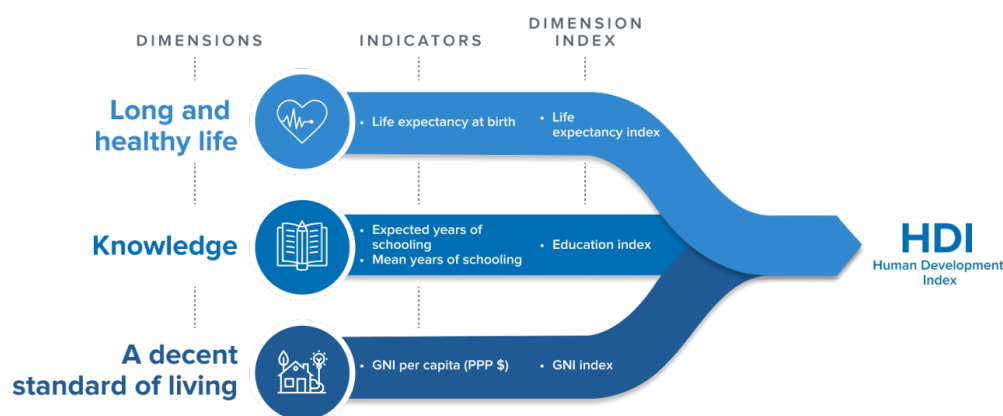 DIMENSIONS
INDICATORS
DIMENSION
INDEX
Long and
healthy life
• Life expectancy at birth
• Life
expectancy index
Knowledge
• Expected years of
schooling
• Mean years of schooling
• Education index
A decent
standard of living
• GNI per capita (PPP $)
• GNI index
HDI
Human Development
Index